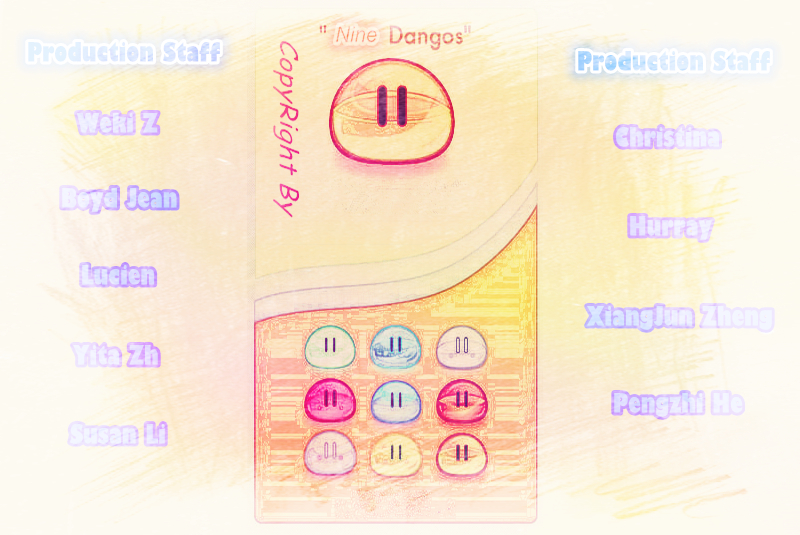 Production Staff
Weki Z
Boyd Jean
Lucien
Yita Zh
Susan Li
" Nine Dangos"
CopyRight By
Production Staff
Christina
Hurray
XiangJun Zheng
Pengzhi He